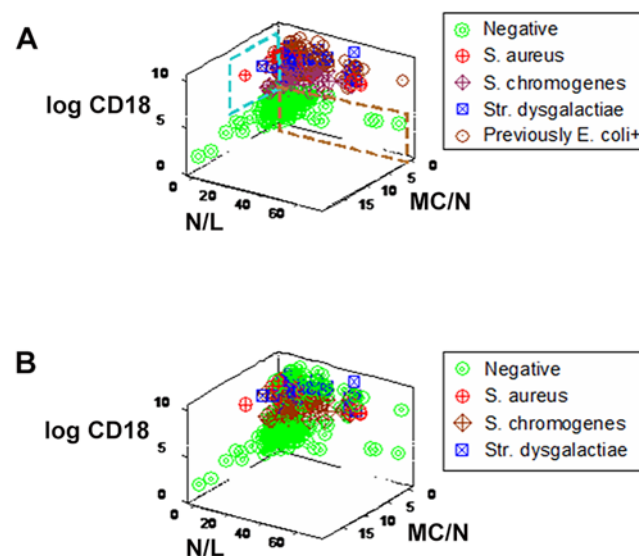 A
log CD18
10
5
0
0
20
40
60
N/L
15
10
5
0
MC/N
Negative
S. aureus
S. chromogenes
Str. dysgalactiae
Previously E. coli+
B
log CD18
10
5
0
0
20
40
60
N/L
15
10
5
0
MC/N
Negative
S. aureus
S. chromogenes
Str. dysgalactiae